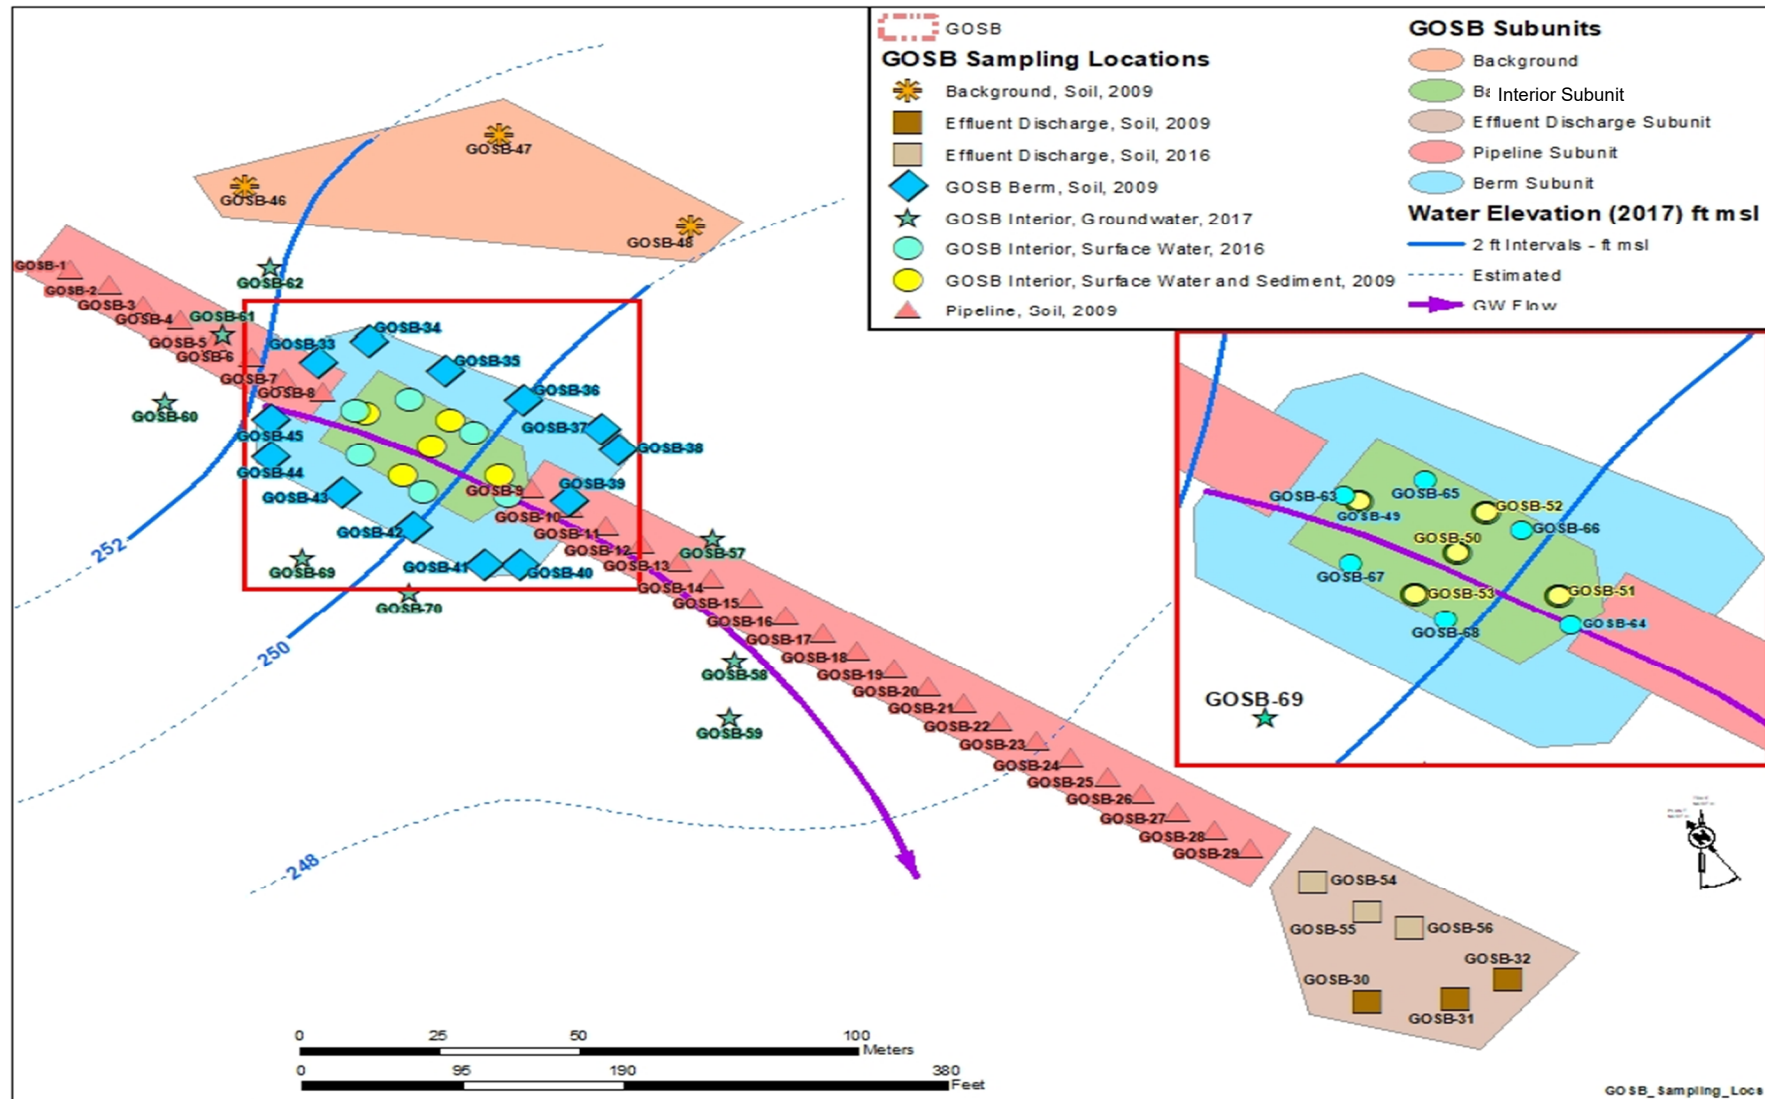 GOSB
GOSB Sampling Locations
Background, Soil, 2009
Effluent Discharge, Soil, 2009
Effluent Discharge, Soil, 2016
GOSB Berm, Soil, 2009
GOSB Interior, Groundwater, 2017
GOSB Interior, Surface Water, 2016
GOSB Interior, Surface Water and Sediment, 2009
Pipeline, Soil, 2009
GOSB Subunits
Background
Interior Subunit
Effluent Discharge Subunit
Pipeline Subunit
Berm Subunit
Water Elevation (2017) ft msl
2 ft Intervals - ft msl
Estimated
GW Flow
GOSB-47
GOSB-46
GOSB-48
GOSB-1
GOSB-2
GOSB-3
GOSB-4
GOSB-5
GOSB-6
GOSB-7
GOSB-8
GOSB-62
GOSB-61
GOSB-60
GOSB-33
GOSB-34
GOSB-35
GOSB-36
GOSB-37
GOSB-38
GOSB-39
GOSB-45
GOSB-44
GOSB-43
GOSB-42
GOSB-41
GOSB-40
GOSB-69
GOSB-70
GOSB-9
GOSB-10
GOSB-11
GOSB-12
GOSB-13
GOSB-14
GOSB-15
GOSB-16
GOSB-17
GOSB-18
GOSB-19
GOSB-20
GOSB-21
GOSB-22
GOSB-23
GOSB-24
GOSB-25
GOSB-26
GOSB-27
GOSB-28
GOSB-29
GOSB-57
GOSB-58
GOSB-59
252
250
248
GOSB-63
GOSB-49
GOSB-65
GOSB-52
GOSB-66
GOSB-50
GOSB-67
GOSB-53
GOSB-51
GOSB-68
GOSB-64
GOSB-69
GOSB-54
GOSB-55
GOSB-56
GOSB-32
GOSB-30
GOSB-31
0 25 50 100
Meters
0 95 190 380
Feet
GOSB_Sampling_Locs